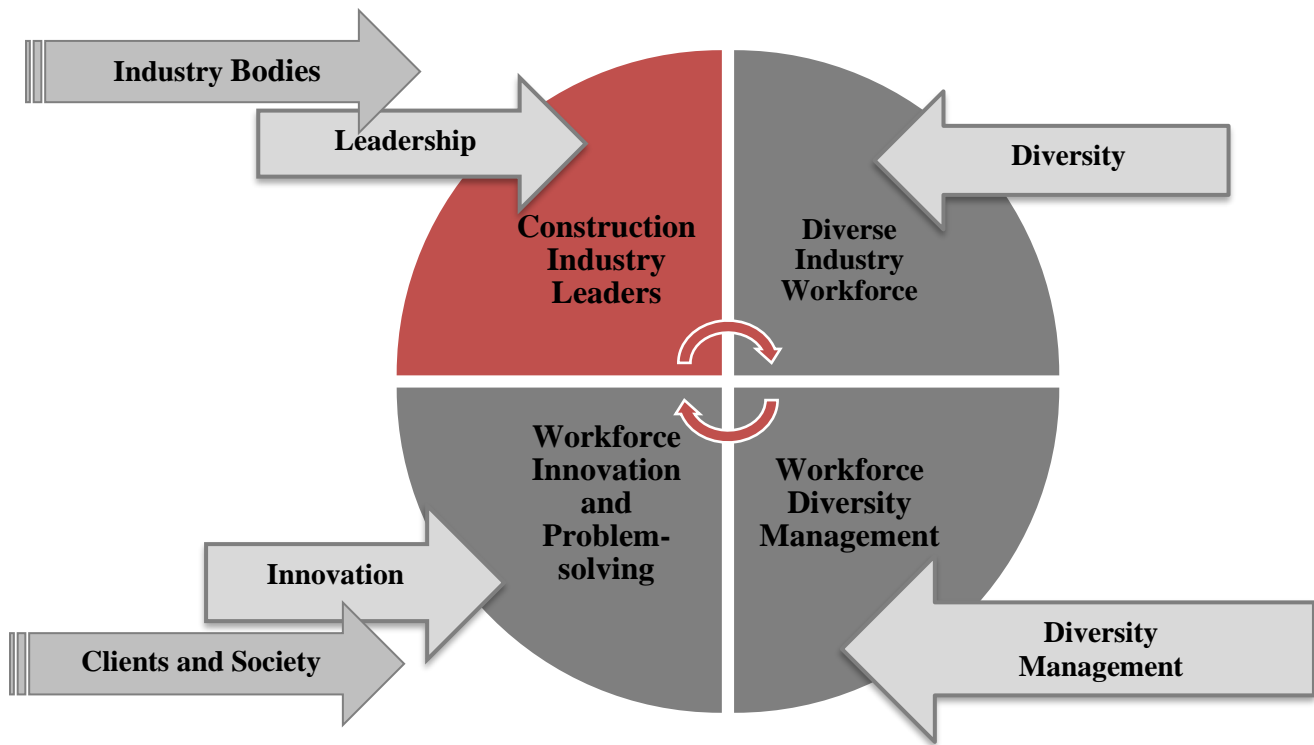 Industry Bodies
Leadership
Diversity
Construction
Industry
Leaders
Diverse
Industry
Workforce
Workforce
Innovation
and
Problem-
solving
Workforce
Diversity
Management
Innovation
Clients and Society
Diversity
Management